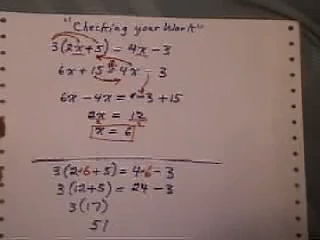 "Checking your Work"
3(2x+5) = 4x - 3
6x + 15 = 4x - 3
6x - 4x = -3 + 15
2x = 12
x = 6
3(2·6+5) = 4·6 - 3
3(12+5) = 24 - 3
3(17)
51